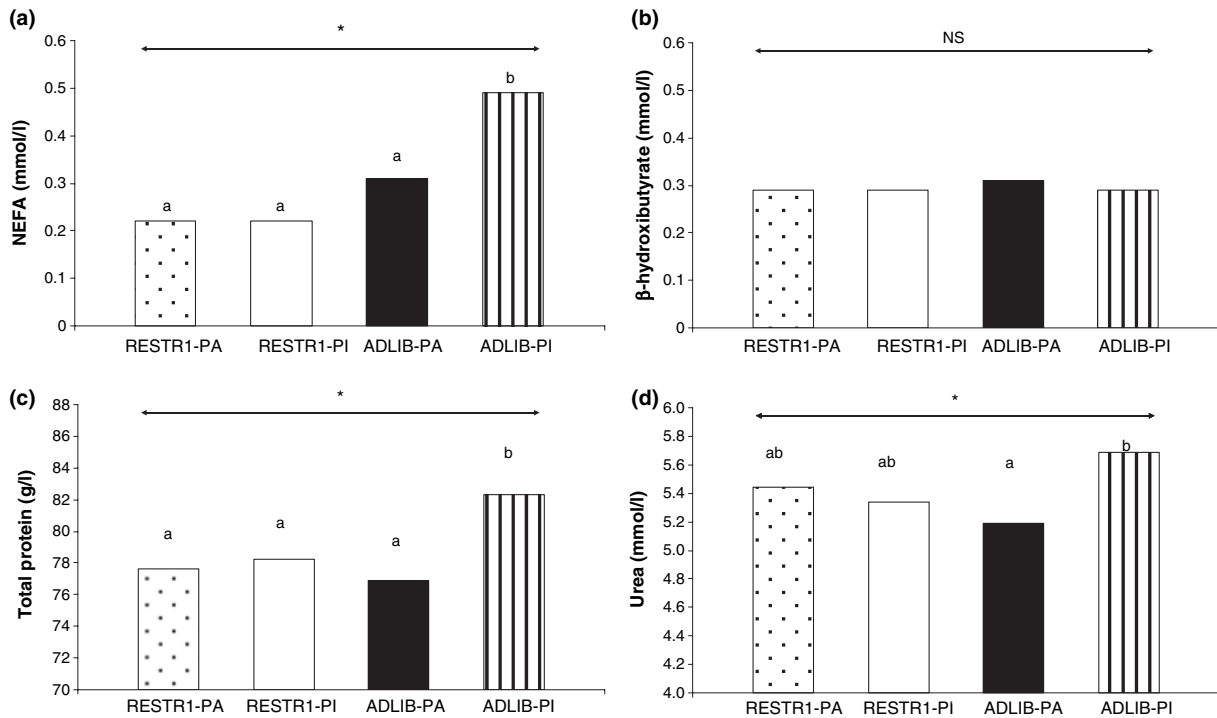 (a)
*
NEFA (mmol/l)
0.6
0.5
0.4
0.3
0.2
0.1
0
a
a
a
b
RESTR1-PA RESTR1-PI ADLIB-PA ADLIB-PI
(b)
NS
β-hydroxibutyrate (mmol/l)
0.6
0.5
0.4
0.3
0.2
0.1
0
RESTR1-PA RESTR1-PI ADLIB-PA ADLIB-PI
(c)
*
Total protein (g/l)
88
86
84
82
80
78
76
74
72
70
a
a
a
b
RESTR1-PA RESTR1-PI ADLIB-PA ADLIB-PI
(d)
*
Urea (mmol/l)
6.0
5.8
5.6
5.4
5.2
5.0
4.8
4.6
4.4
4.2
4.0
ab
ab
a
b
RESTR1-PA RESTR1-PI ADLIB-PA ADLIB-PI